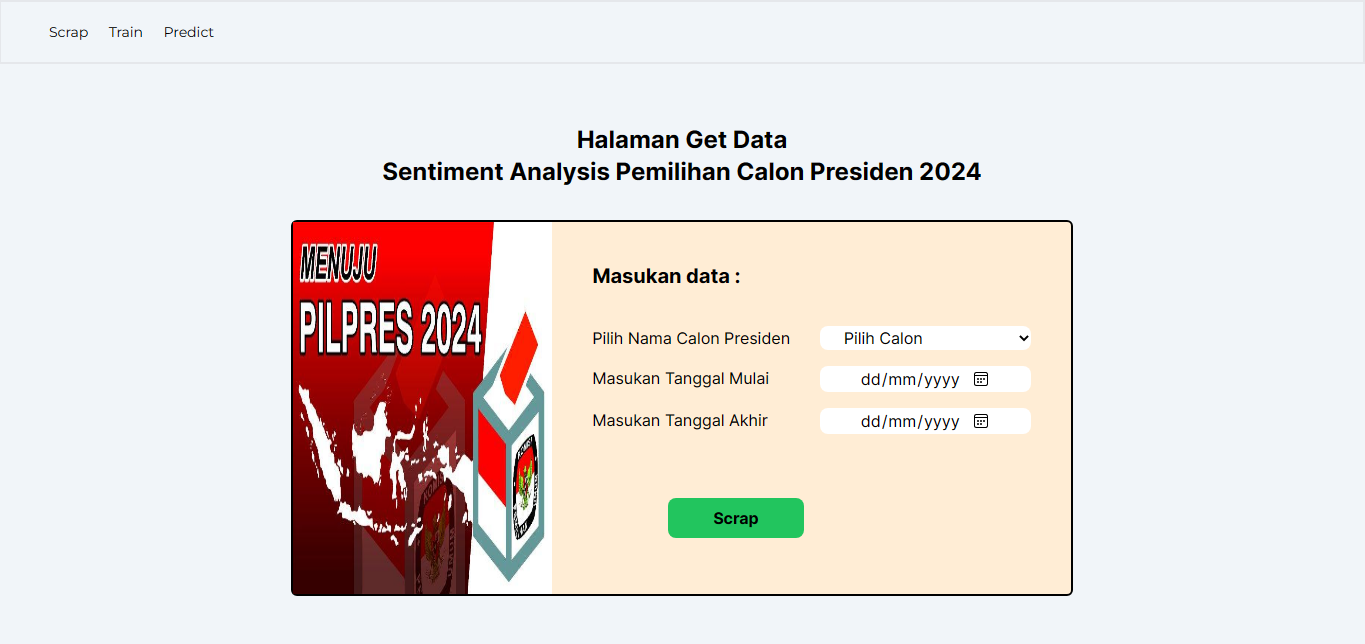 Scrap Train Predict
Halaman Get Data
Sentiment Analysis Pemilihan Calon Presiden 2024
MENUJU
PILPRES 2024
Masukan data :
Pilih Nama Calon Presiden Pilih Calon
Masukan Tanggal Mulai dd/mm/yyyy
Masukan Tanggal Akhir dd/mm/yyyy
Scrap